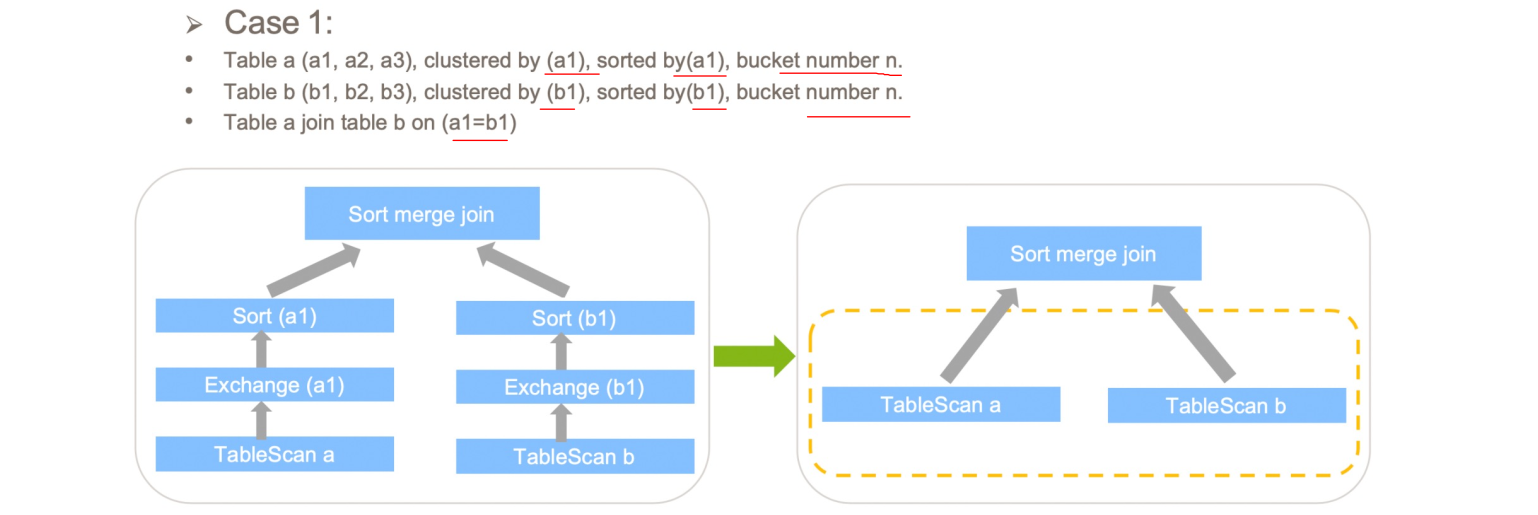 ➢ Case 1:
• Table a (a1, a2, a3), clustered by (a1), sorted by(a1), bucket number n.
• Table b (b1, b2, b3), clustered by (b1), sorted by(b1), bucket number n.
• Table a join table b on (a1=b1)
Sort merge join
Sort (a1)
Sort (b1)
Exchange (a1)
Exchange (b1)
TableScan a
TableScan b
Sort merge join
TableScan a
TableScan b